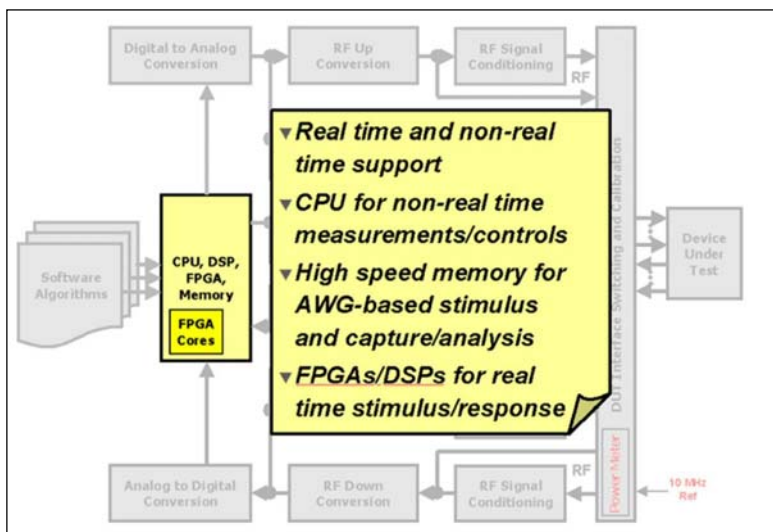 Digital to Analog
Conversion
RF Up
Conversion
RF Signal
Conditioning
RF
▾Real time and non-real
time support
▾CPU for non-real time
measurements/controls
▾High speed memory for
AWG-based stimulus
and capture/analysis
▾FPGAs/DSPs for real
time stimulus/response
Software
Algorithms
CPU, DSP,
FPGA,
Memory
FPGA
Cores
DUT Interface Switching and Calibration
Device
Under
Test
Analog to Digital
Conversion
RF Down
Conversion
RF Signal
Conditioning
RF
Power Meter
10 MHz
Ref